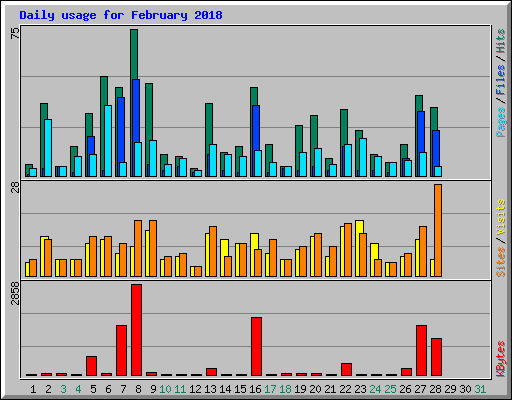 Daily usage for February 2018
75
Pages / Files / Hits
28
Sites / Visits
2858
KBytes
1 2 3 4 5 6 7 8 9 10 11 12 13 14 15 16 17 18 19 20 21 22 23 24 25 26 27 28 29 30 31